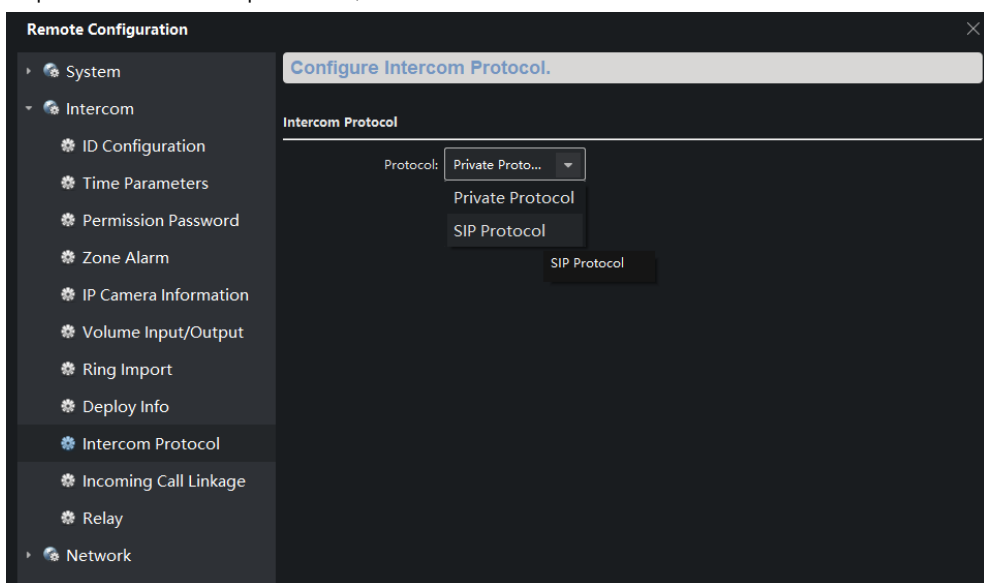 Remote Configuration
System
Intercom
ID Configuration
Time Parameters
Permission Password
Zone Alarm
IP Camera Information
Volume Input/Output
Ring Import
Deploy Info
Intercom Protocol
Incoming Call Linkage
Relay
Network
Configure Intercom Protocol.
Intercom Protocol
Protocol: Private Proto...
Private Protocol
SIP Protocol
SIP Protocol